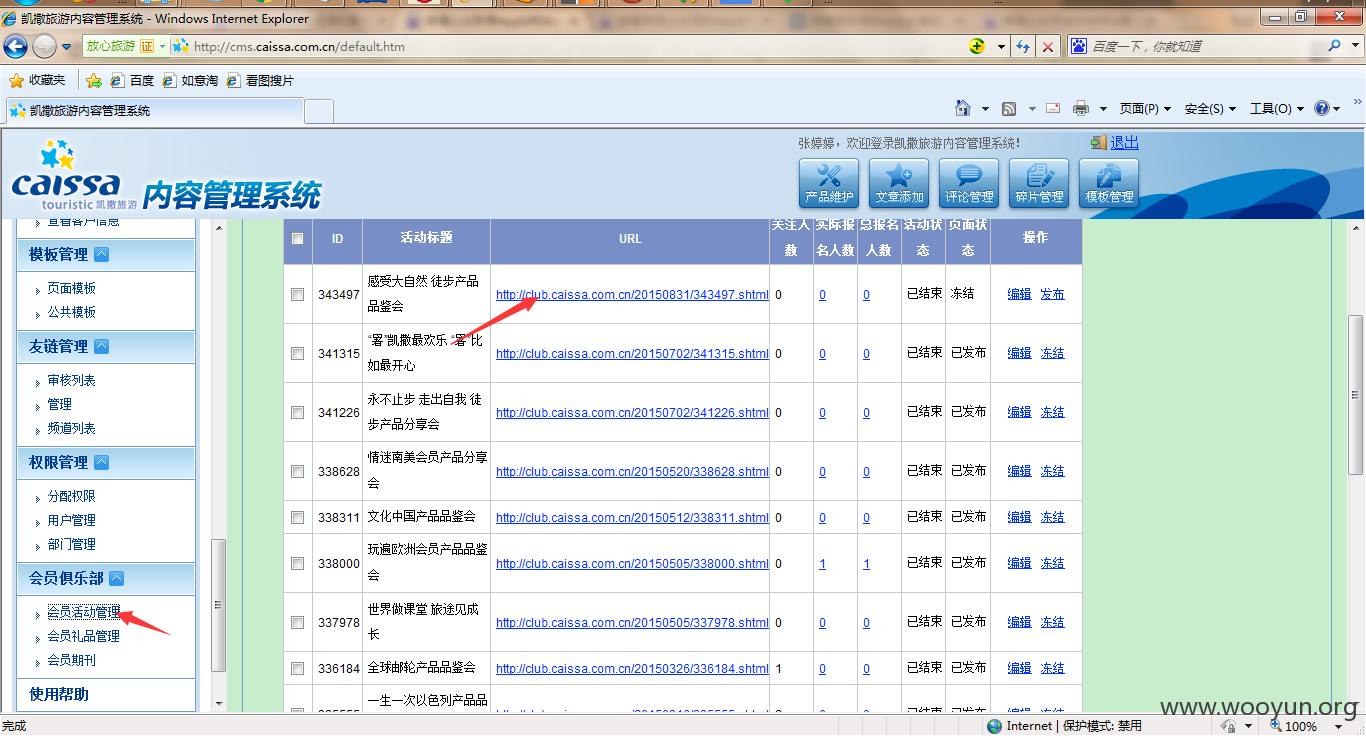 凯撒旅游内容管理系统 - Windows Internet Explorer
放心旅游 证 http://cms.caissa.com.cn/default.htm 百度一下，你就知道
收藏夹 百度 如意淘 看图搜片
凯撒旅游内容管理系统 页面(P) 安全(S) 工具(O)
张婷婷，欢迎登录凯撒旅游内容管理系统! 退出
caissa
touristic 凯撒旅游
内容管理系统
产品维护 文章添加 评论管理 碎片管理 模板管理
查看客户信息
模板管理
页面模板
公共模板
友链管理
审核列表
管理
频道列表
权限管理
分配权限
用户管理
部门管理
会员俱乐部
会员活动管理
会员礼品管理
会员期刊
使用帮助
ID 活动标题 URL 关注人数 实际报名人数 总报名人数 活动状态 页面状态 操作
343497 感受大自然 徒步产品品鉴会 http://club.caissa.com.cn/20150831/343497.shtml 0 0 0 已结束 冻结 编辑 发布
341315 “署”凯撒最欢乐 “署”比如最开心 http://club.caissa.com.cn/20150702/341315.shtml 0 0 0 已结束 已发布 编辑 冻结
341226 永不止步 走出自我 徒步产品分享会 http://club.caissa.com.cn/20150702/341226.shtml 0 0 0 已结束 已发布 编辑 冻结
338628 情迷南美会员产品分享会 http://club.caissa.com.cn/20150520/338628.shtml 0 0 0 已结束 已发布 编辑 冻结
338311 文化中国产品品鉴会 http://club.caissa.com.cn/20150512/338311.shtml 0 0 0 已结束 已发布 编辑 冻结
338000 玩遍欧洲会员产品品鉴会 http://club.caissa.com.cn/20150505/338000.shtml 0 1 1 已结束 已发布 编辑 冻结
337978 世界做课堂 旅途见成长 http://club.caissa.com.cn/20150505/337978.shtml 0 0 0 已结束 已发布 编辑 冻结
336184 全球邮轮产品品鉴会 http://club.caissa.com.cn/20150326/336184.shtml 1 0 0 已结束 已发布 编辑 冻结
一生一次以色列产品品
www.wooyun.org
完成 Internet | 保护模式: 禁用 100%